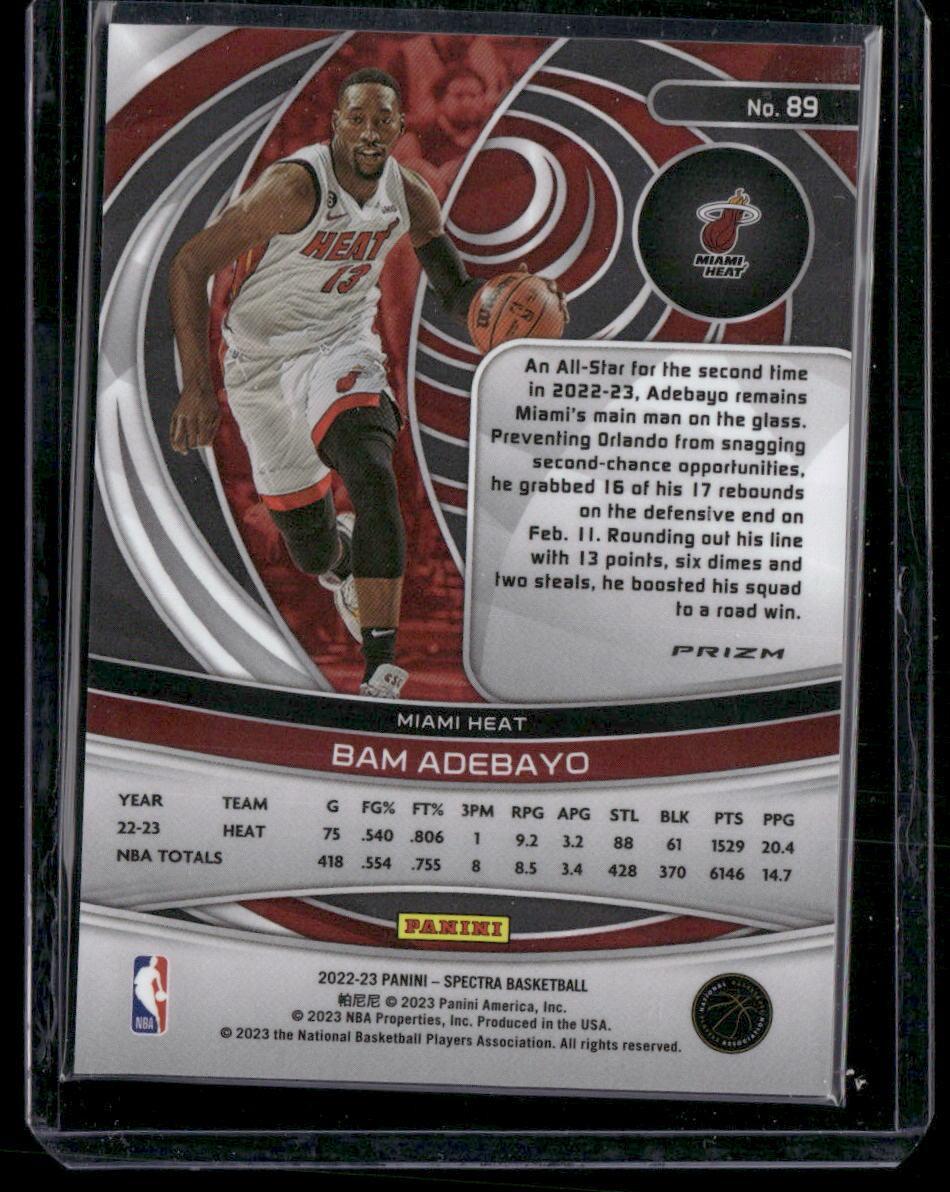 No. 89
HEAT
13
MIAMI
HEAT
An All-Star for the second time
in 2022-23, Adebayo remains
Miami's main man on the glass.
Preventing Orlando from snagging
second-chance opportunities,
he grabbed 16 of his 17 rebounds
on the defensive end on
Feb. 11. Rounding out his line
with 13 points, six dimes and
two steals, he boosted his squad
to a road win.
PRIZM
MIAMI HEAT
BAM ADEBAYO
YEAR TEAM G FG% FT% 3PM RPG APG STL BLK PTS PPG
22-23 HEAT 75 .540 .806 1 9.2 3.2 88 61 1529 20.4
NBA TOTALS 418 .554 .755 8 8.5 3.4 428 370 6146 14.7
PANINI
2022-23 PANINI – SPECTRA BASKETBALL
帕尼尼 © 2023 Panini America, Inc.
© 2023 NBA Properties, Inc. Produced in the USA.
© 2023 the National Basketball Players Association. All rights reserved.
NBA